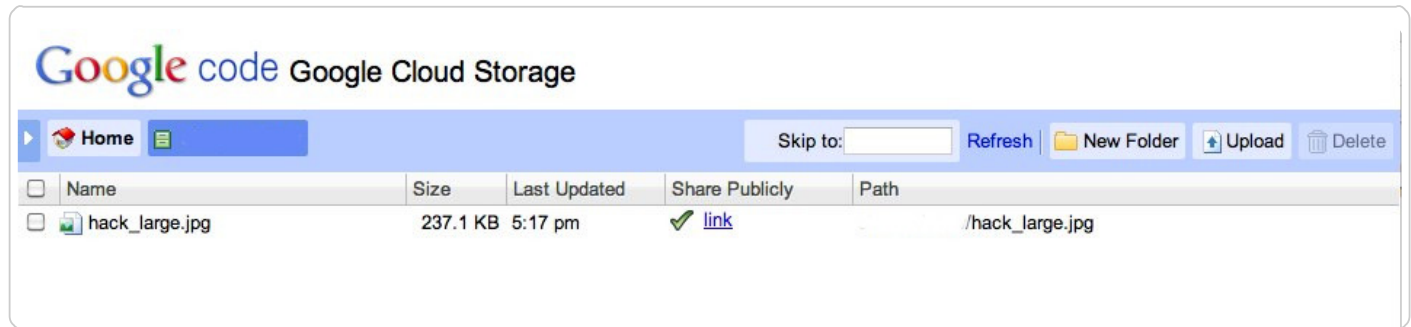 Google code Google Cloud Storage
Home Skip to: Refresh New Folder Upload Delete
Name Size Last Updated Share Publicly Path
hack_large.jpg 237.1 KB 5:17 pm link /hack_large.jpg